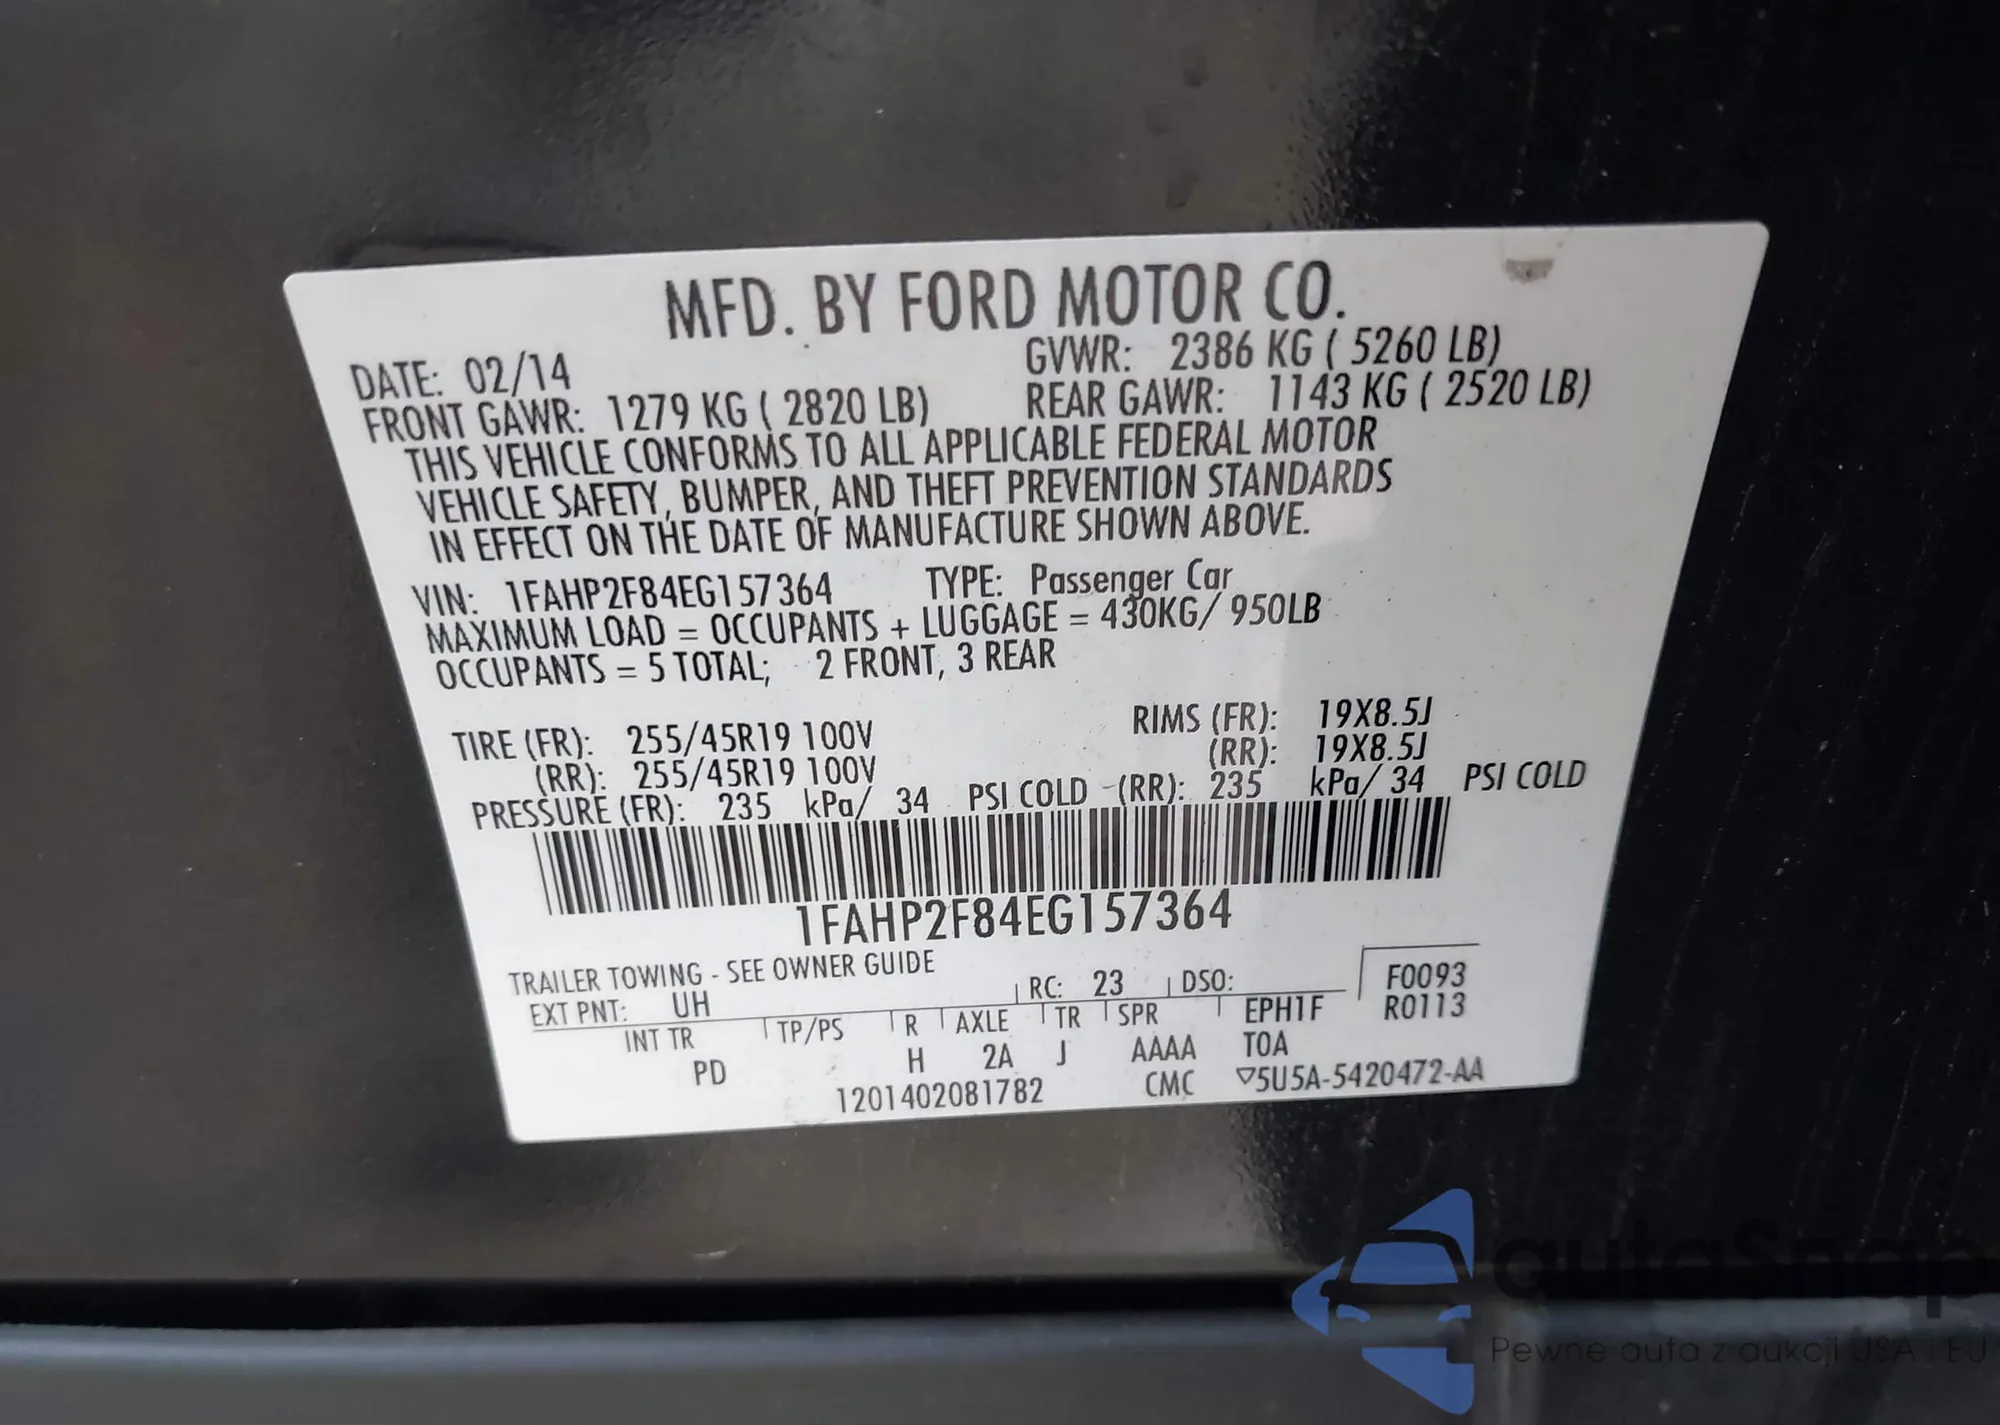 MFD. BY FORD MOTOR CO.
DATE: 02/14 GVWR: 2386 KG ( 5260 LB)
FRONT GAWR: 1279 KG ( 2820 LB) REAR GAWR: 1143 KG ( 2520 LB)
THIS VEHICLE CONFORMS TO ALL APPLICABLE FEDERAL MOTOR
VEHICLE SAFETY, BUMPER, AND THEFT PREVENTION STANDARDS
IN EFFECT ON THE DATE OF MANUFACTURE SHOWN ABOVE.
VIN: 1FAHP2F84EG157364 TYPE: Passenger Car
MAXIMUM LOAD = OCCUPANTS + LUGGAGE = 430KG/ 950LB
OCCUPANTS = 5 TOTAL; 2 FRONT, 3 REAR
TIRE (FR): 255/45R19 100V RIMS (FR): 19X8.5J
(RR): 255/45R19 100V (RR): 19X8.5J
PRESSURE (FR): 235 kPa/ 34 PSI COLD (RR): 235 kPa/ 34 PSI COLD
1FAHP2F84EG157364
TRAILER TOWING - SEE OWNER GUIDE
EXT PNT: UH RC: 23 DSO: F0093
R0113
INT TR TP/PS R AXLE TR SPR EPH1F
PD H 2A J AAAA TOA
1201402081782 CMC ▽5U5A-5420472-AA
autoSnap
Pewne auta z aukcji USA i EU